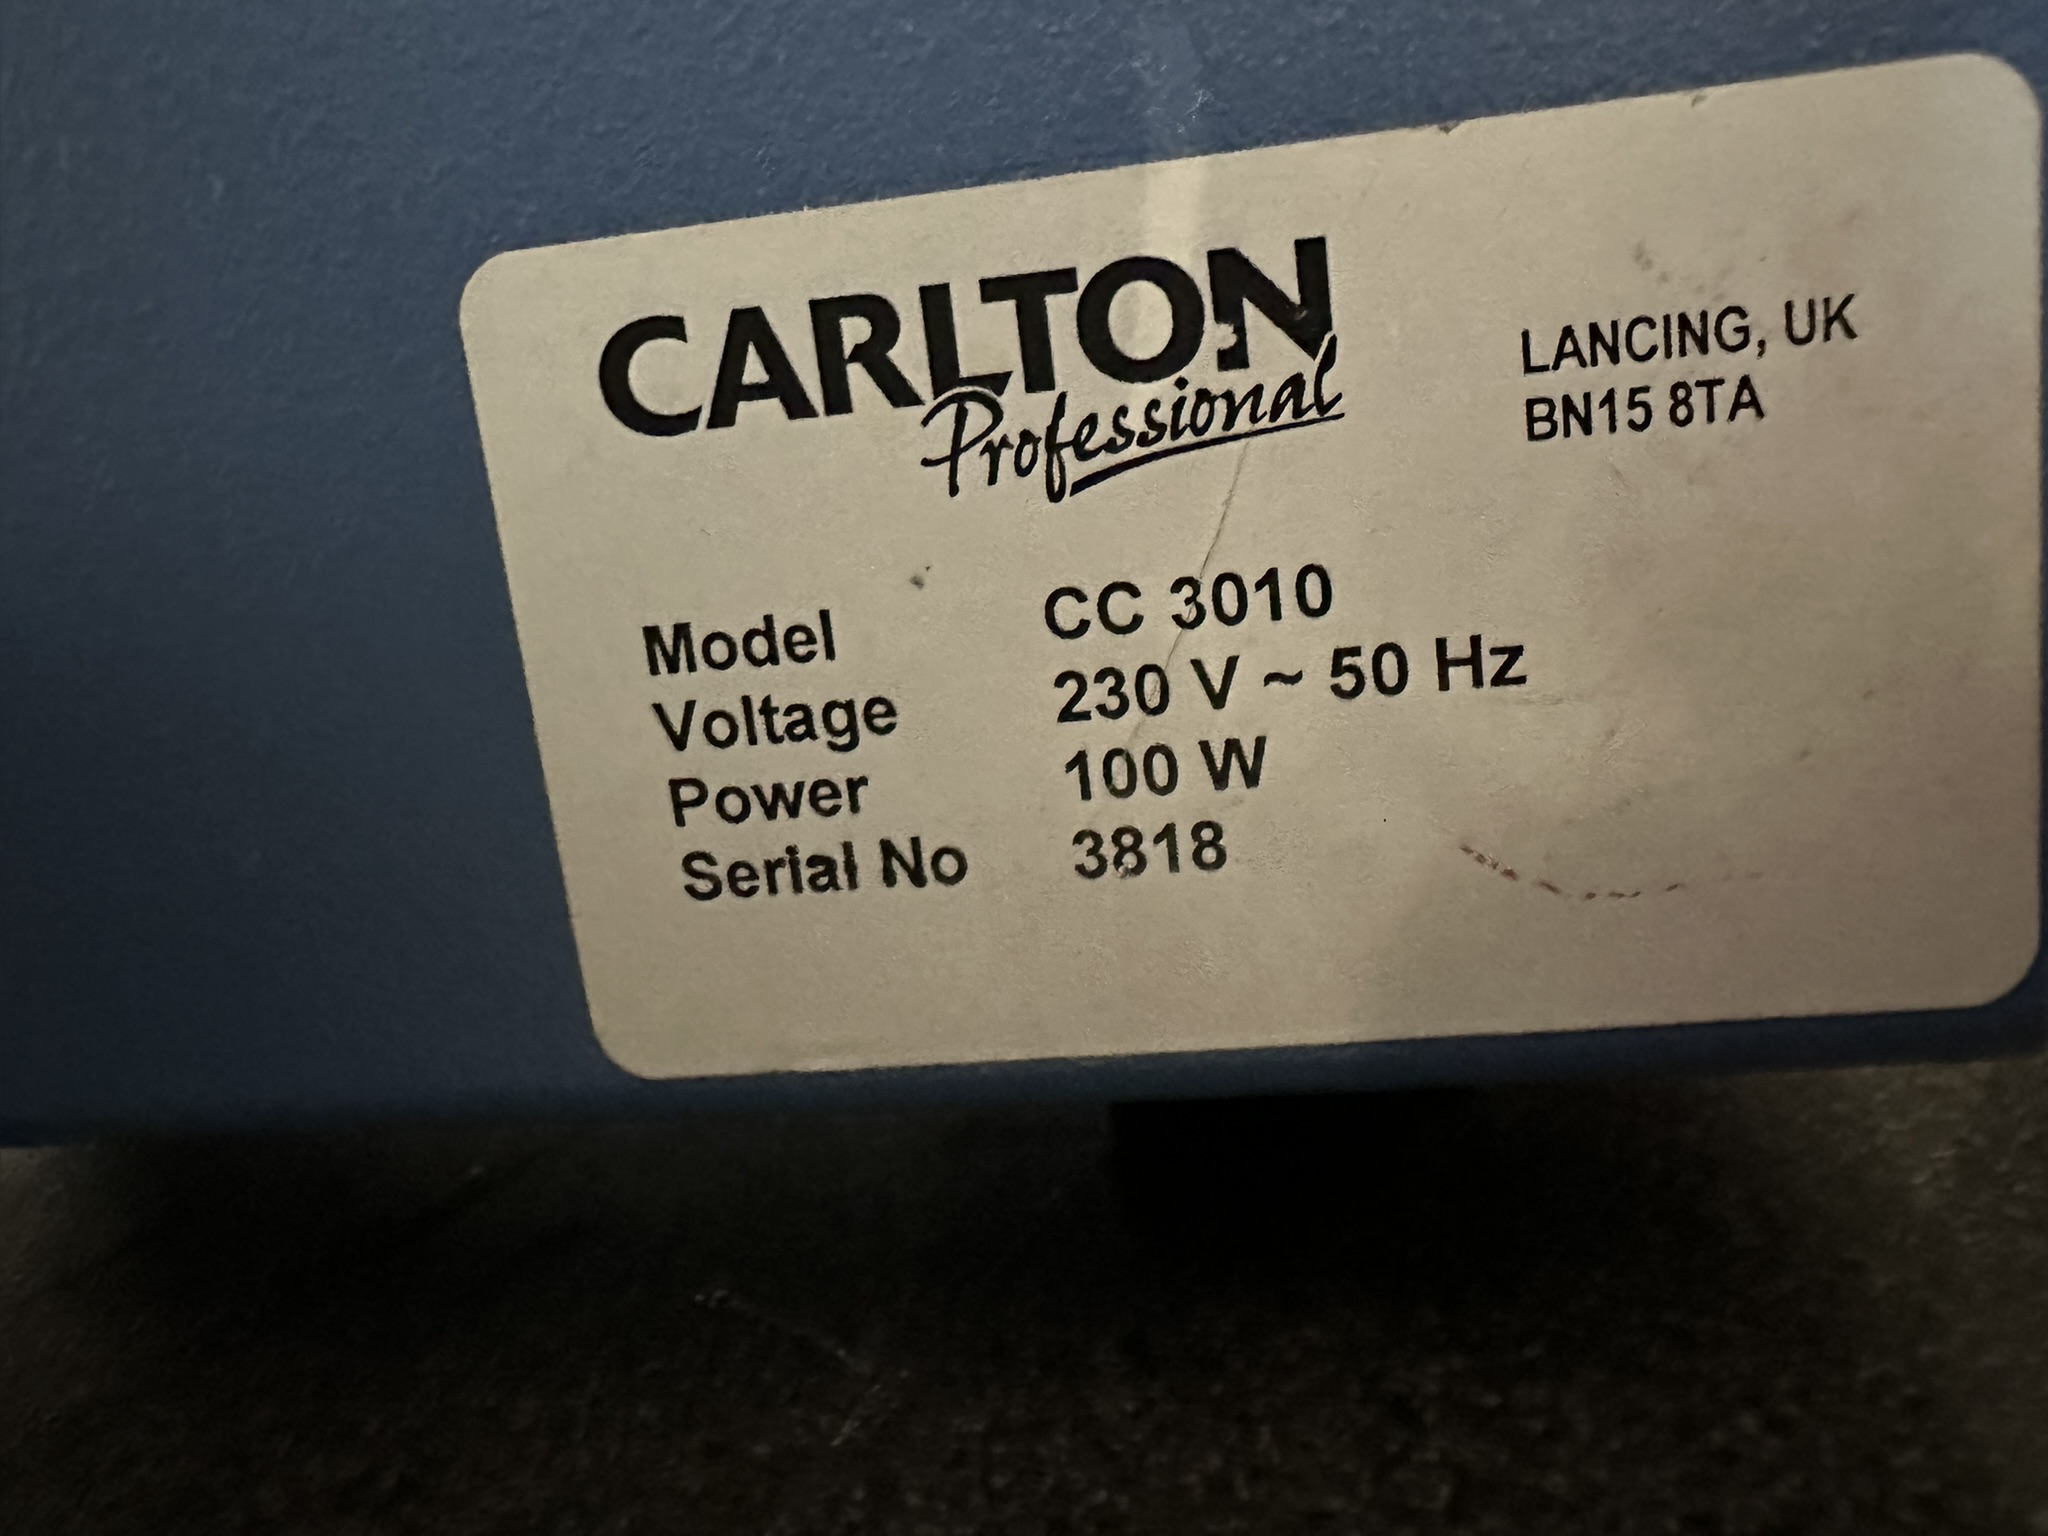 CARLTON
Professional
LANCING, UK
BN15 8TA
Model CC 3010
Voltage 230 V ~ 50 Hz
Power 100 W
Serial No 3818